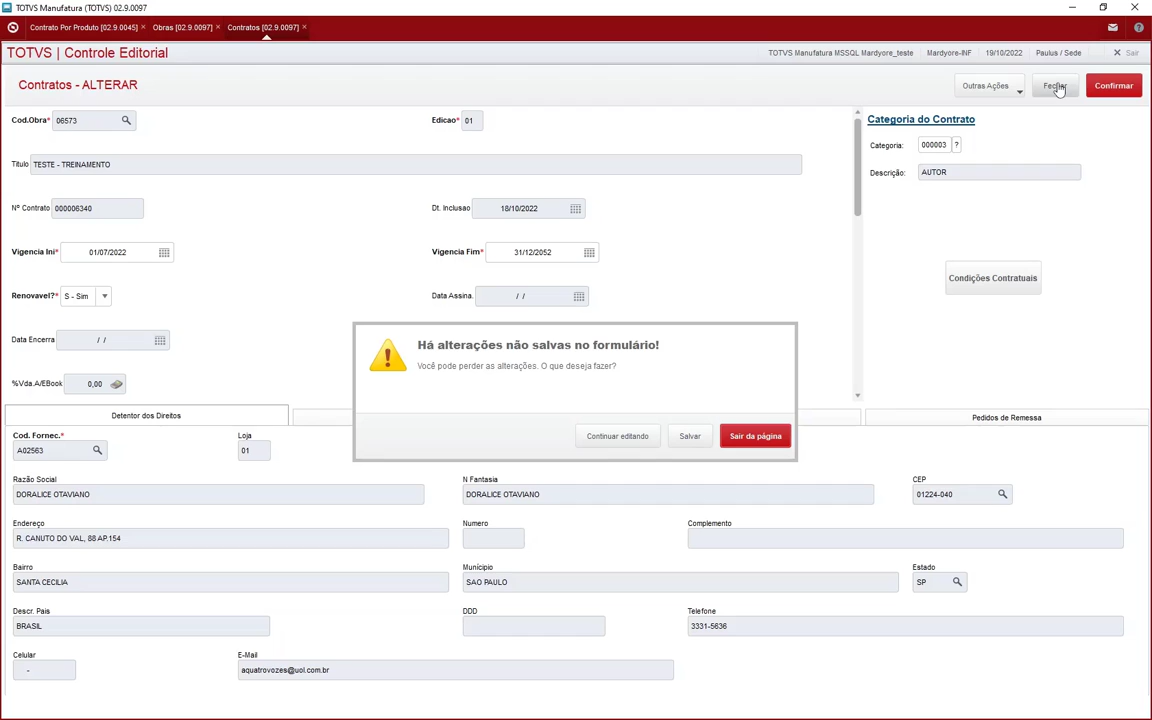 TOTVS Manufatura (TOTVS) 02.9.0097
Contrato Por Produto [02.9.0045] × Obras [02.9.0097] × Contratos [02.9.0097] ×
TOTVS | Controle Editorial
TOTVS Manufatura MSSQL Mardyore_teste Mardyore-INF 19/10/2022 Paulus / Sede × Sair
Contratos - ALTERAR
Outras Ações Confirmar
Cod.Obra* 06573 Edicao* 01
Titulo TESTE - TREINAMENTO
Nº Contrato 000006340 Dt. Inclusao 18/10/2022
Vigencia Ini* 01/07/2022 Vigencia Fim* 31/12/2052
Renovavel?* S - Sim Data Assina. / /
Data Encerra / /
%Vda.A/EBook 0,00
Categoria do Contrato
Categoria: 000003 ?
Descrição: AUTOR
Condições Contratuais
Há alterações não salvas no formulário!
Você pode perder as alterações. O que deseja fazer?
Continuar editando Salvar Sair da página
Detentor dos Direitos Pedidos de Remessa
Cod. Fornec.* Loja
A02563 01
Razão Social N Fantasia CEP
DORALICE OTAVIANO DORALICE OTAVIANO 01224-040
Endereço Numero Complemento
R. CANUTO DO VAL, 88 AP.154
Bairro Munícipio Estado
SANTA CECILIA SAO PAULO SP
Descr. Pais DDD Telefone
BRASIL 3331-5636
Celular E-Mail
- aquatrovozes@uol.com.br